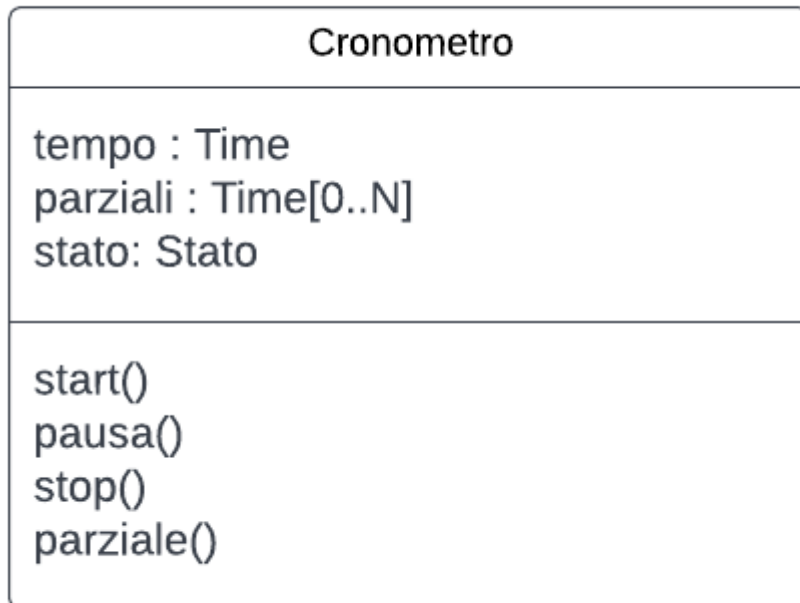 Cronometro
tempo : Time
parziali : Time[0..N]
stato: Stato
start()
pausa()
stop()
parziale()